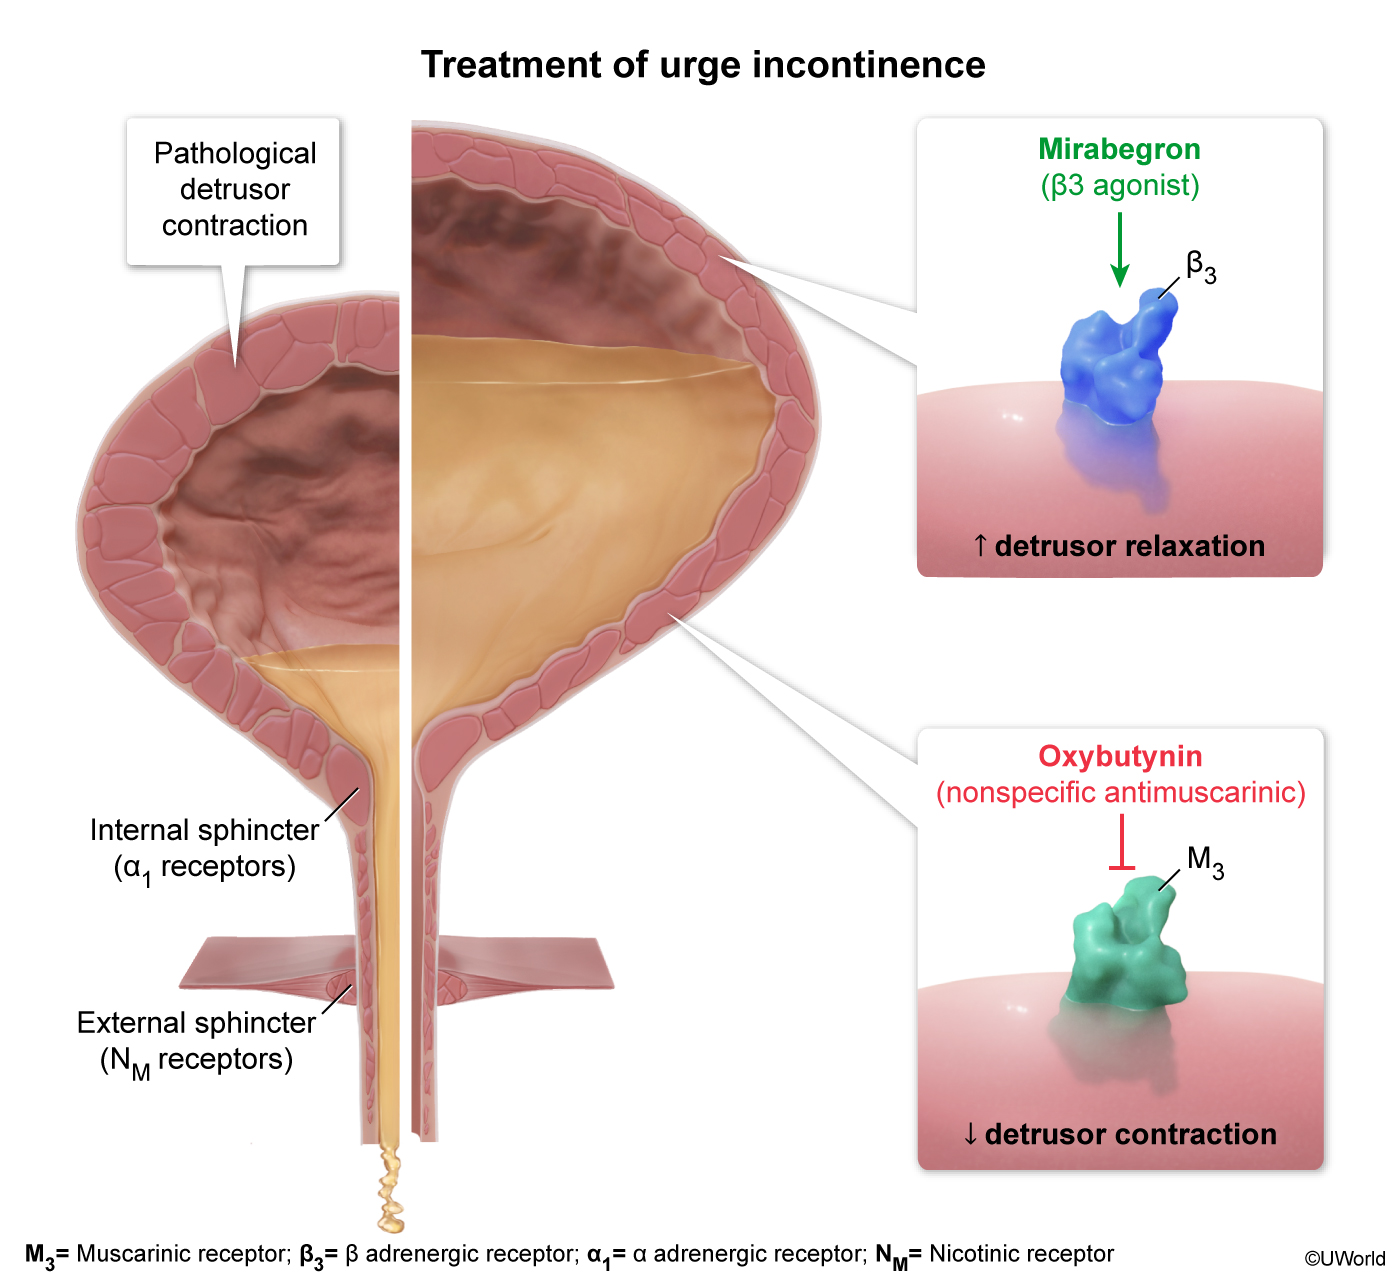 Treatment of urge incontinence
Pathological
detrusor
contraction
Mirabegron
(β3 agonist)
β₃
↑ detrusor relaxation
Internal sphincter
(α₁ receptors)
External sphincter
(N_M receptors)
Oxybutynin
(nonspecific antimuscarinic)
M₃
↓ detrusor contraction
M₃= Muscarinic receptor; β₃= β adrenergic receptor; α₁= α adrenergic receptor; N_M= Nicotinic receptor
©UWorld